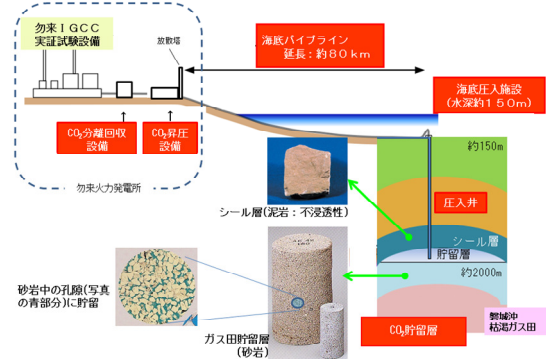 勿来IGCC
実証試験設備
放散塔
海底パイプライン
延長:約80km
海底圧入施設
(水深約150m)
CO₂分離回収
設備
CO₂昇圧
設備
勿来火力発電所
約150m
圧入井
シール層(泥岩:不浸透性)
シール層
貯留層
約2000m
砂岩中の孔隙(写真
の青部分)に貯留
ガス田貯留層
(砂岩)
CO₂貯留層
磐城沖
枯渇ガス田